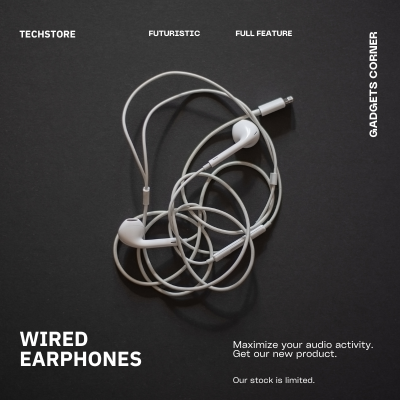 TECHSTORE
FUTURISTIC
FULL FEATURE
GADGETS CORNER
WIRED
EARPHONES
Maximize your audio activity.
Get our new product.
Our stock is limited.